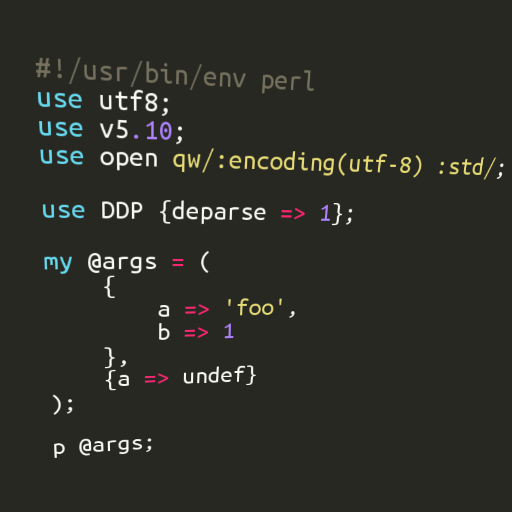 #!/usr/bin/env perl
use utf8;
use v5.10;
use open qw/:encoding(utf-8) :std/;
use DDP {deparse => 1};
my @args = (
{
a => 'foo',
b => 1
},
{a => undef}
);
p @args;